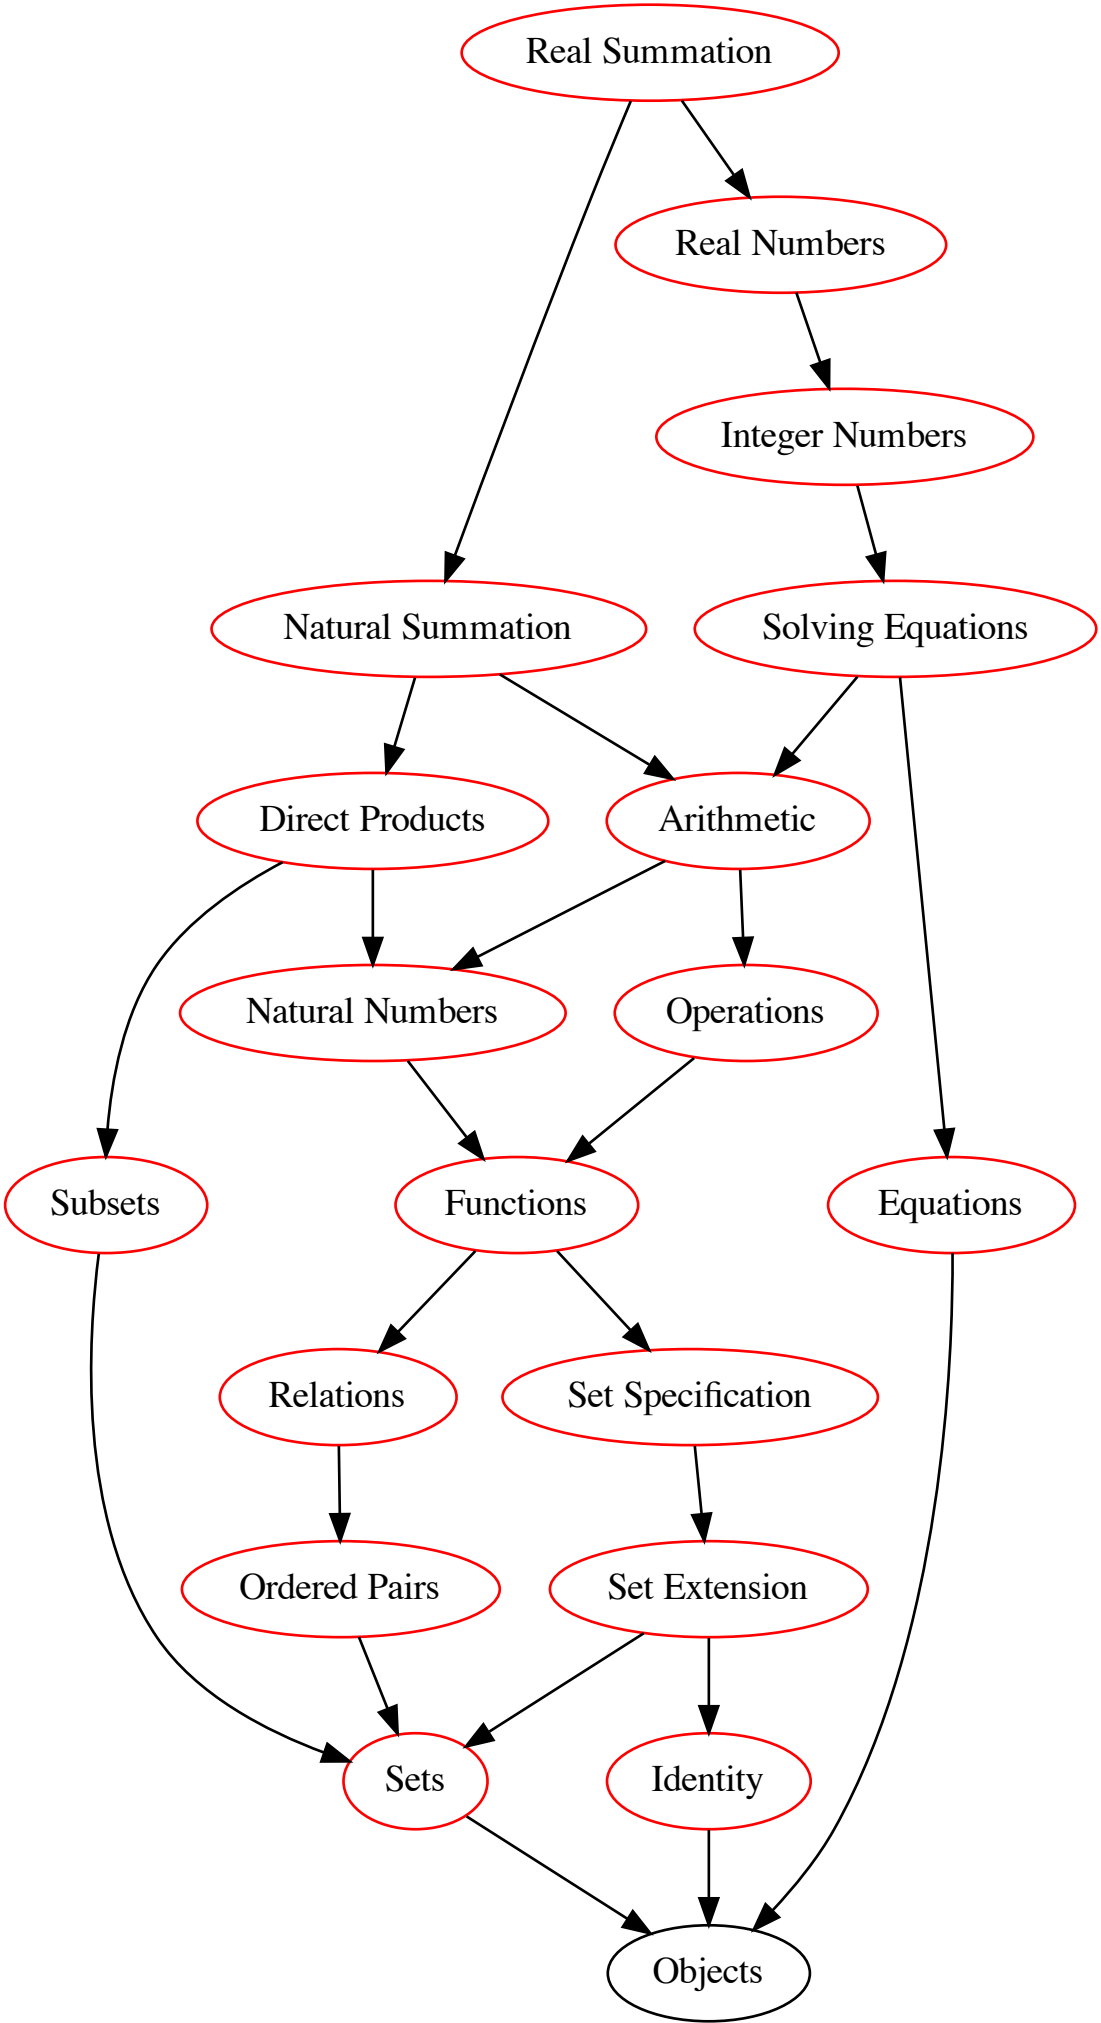 Real Summation
Real Numbers
Integer Numbers
Natural Summation
Solving Equations
Direct Products
Arithmetic
Natural Numbers
Operations
Subsets
Functions
Equations
Relations
Set Specification
Ordered Pairs
Set Extension
Sets
Identity
Objects